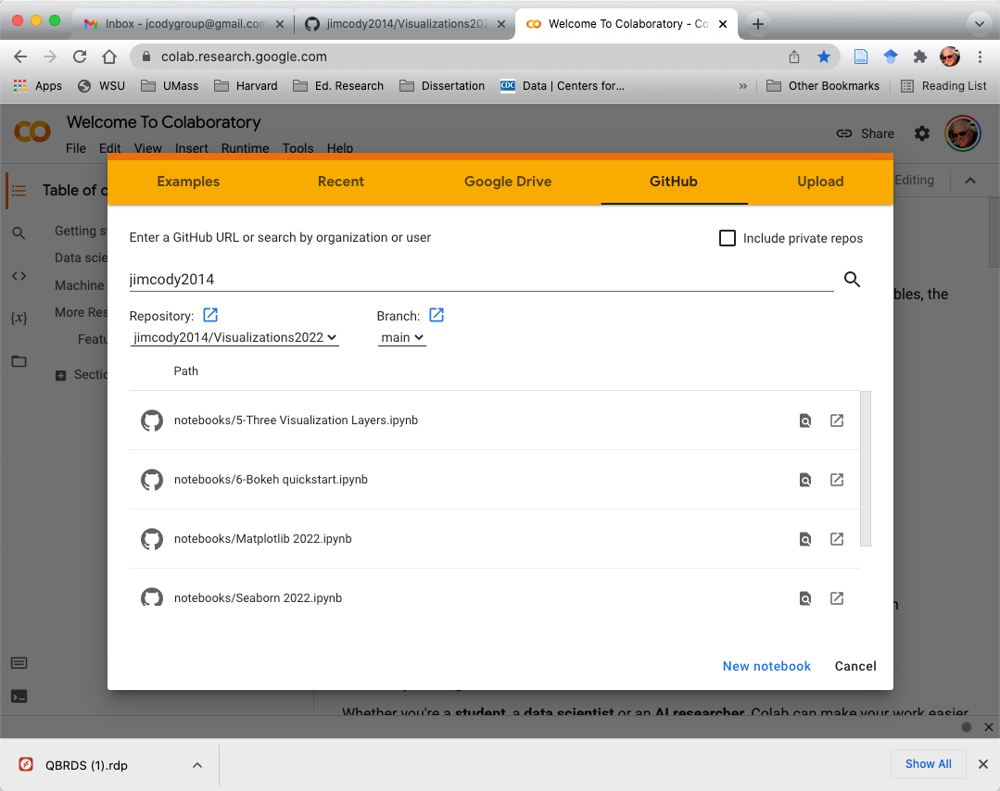 Inbox - jcodygroup@gmail.com
jimcody2014/Visualizations202
Welcome To Colaboratory - Co
colab.research.google.com
Apps
WSU
UMass
Harvard
Ed. Research
Dissertation
CDC
Data | Centers for...
»
Other Bookmarks
Reading List
Welcome To Colaboratory
File Edit View Insert Runtime Tools Help
Share
Examples
Recent
Google Drive
GitHub
Upload
Editing
Table of c
Getting s
Data scie
Machine
More Res
Featu
Sectio
{x}
Enter a GitHub URL or search by organization or user
Include private repos
jimcody2014
Repository:
Branch:
jimcody2014/Visualizations2022
main
bles, the
Path
notebooks/5-Three Visualization Layers.ipynb
notebooks/6-Bokeh quickstart.ipynb
notebooks/Matplotlib 2022.ipynb
notebooks/Seaborn 2022.ipynb
New notebook
Cancel
Whether you're a student, a data scientist or an AI researcher, Colab can make your work easier.
QBRDS (1).rdp
Show All